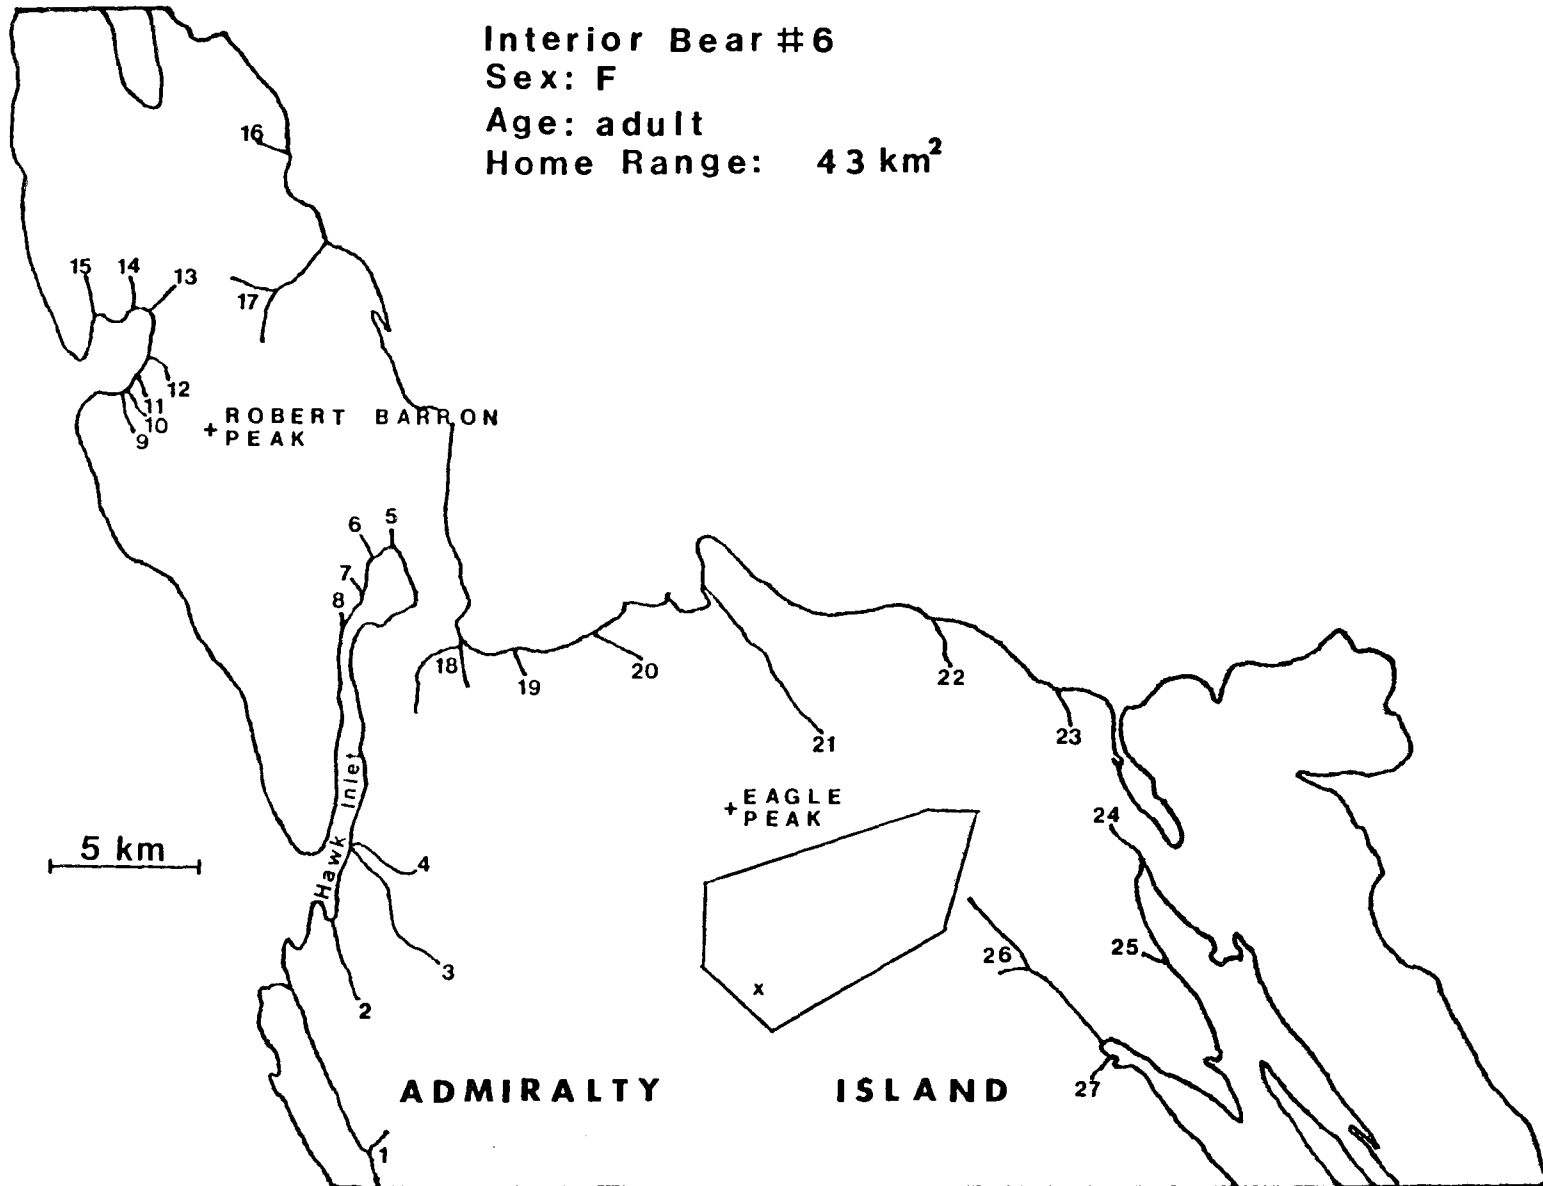 Interior Bear #6
Sex: F
Age: adult
Home Range: 43 km²
16
15
14
13
17
12
11
10
9
+ ROBERT BARRON
PEAK
6
5
7
8
18
19
20
22
21
23
Hawk Inlet
+ EAGLE
PEAK
24
5 km
4
3
26
25
2
x
27
ADMIRALTY ISLAND
1